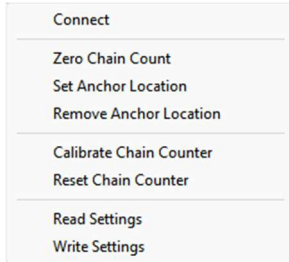 Connect
Zero Chain Count
Set Anchor Location
Remove Anchor Location
Calibrate Chain Counter
Reset Chain Counter
Read Settings
Write Settings